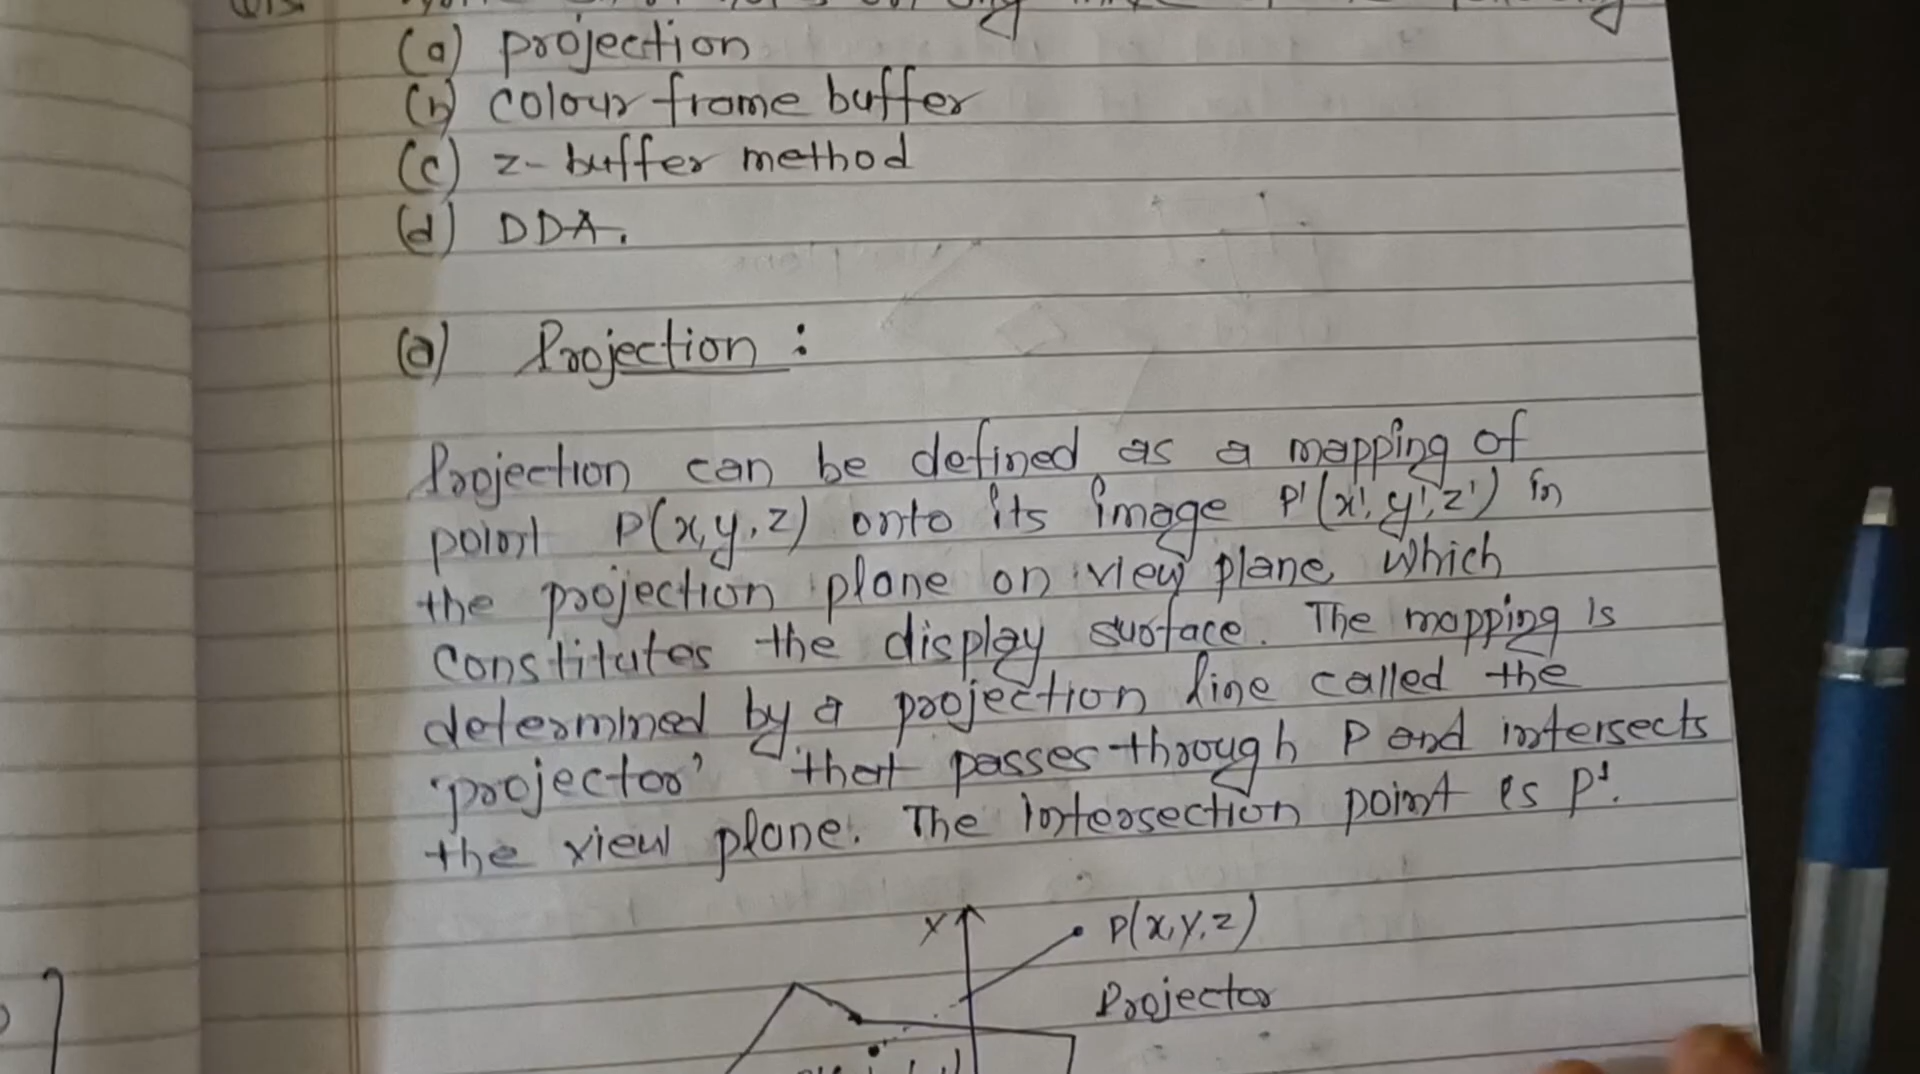 (a) projection
(b) colour frame buffer
(c) z-buffer method
(d) DDA.
(a) Projection :
Projection can be defined as a mapping of
point P(x,y,z) onto its image P'(x',y',z') in
the projection plane on view plane, which
constitutes the display surface. The mapping is
determined by a projection line called the
'projector' that passes through P and intersects
the view plane. The intersection point is P'.
Y
P(x,y,z)
Projector